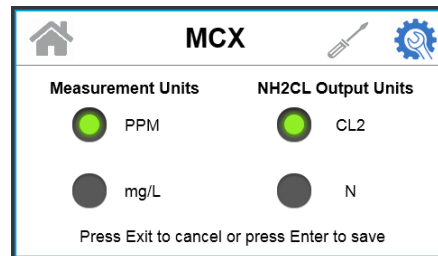 MCX
Measurement Units NH2CL Output Units
PPM CL2
mg/L N
Press Exit to cancel or press Enter to save